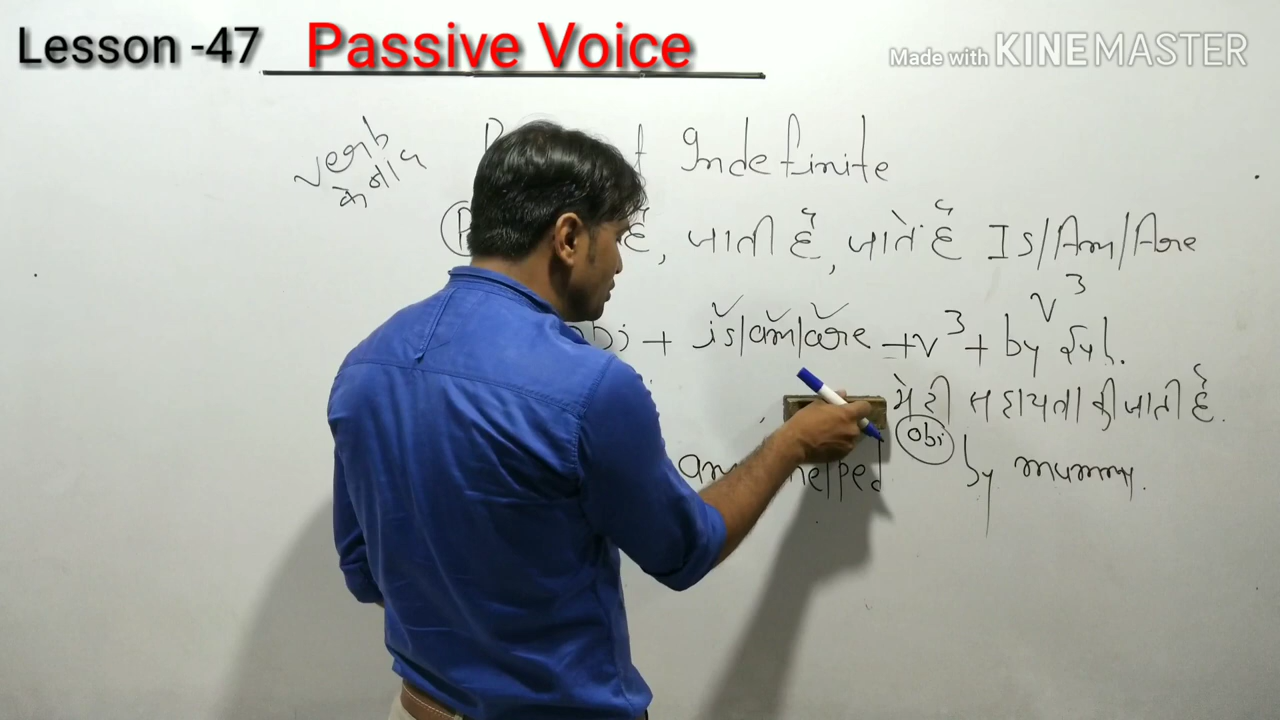 Lesson -47 Passive Voice
Made with KINEMASTER
verb
के साथ
Indefinite
है, जाती है, जाते हैं Is/Am/Are
V3
obj + is/am/are + v3 + by sub.
मेरी सहायता की जाती है.
obj
helped by mummy.